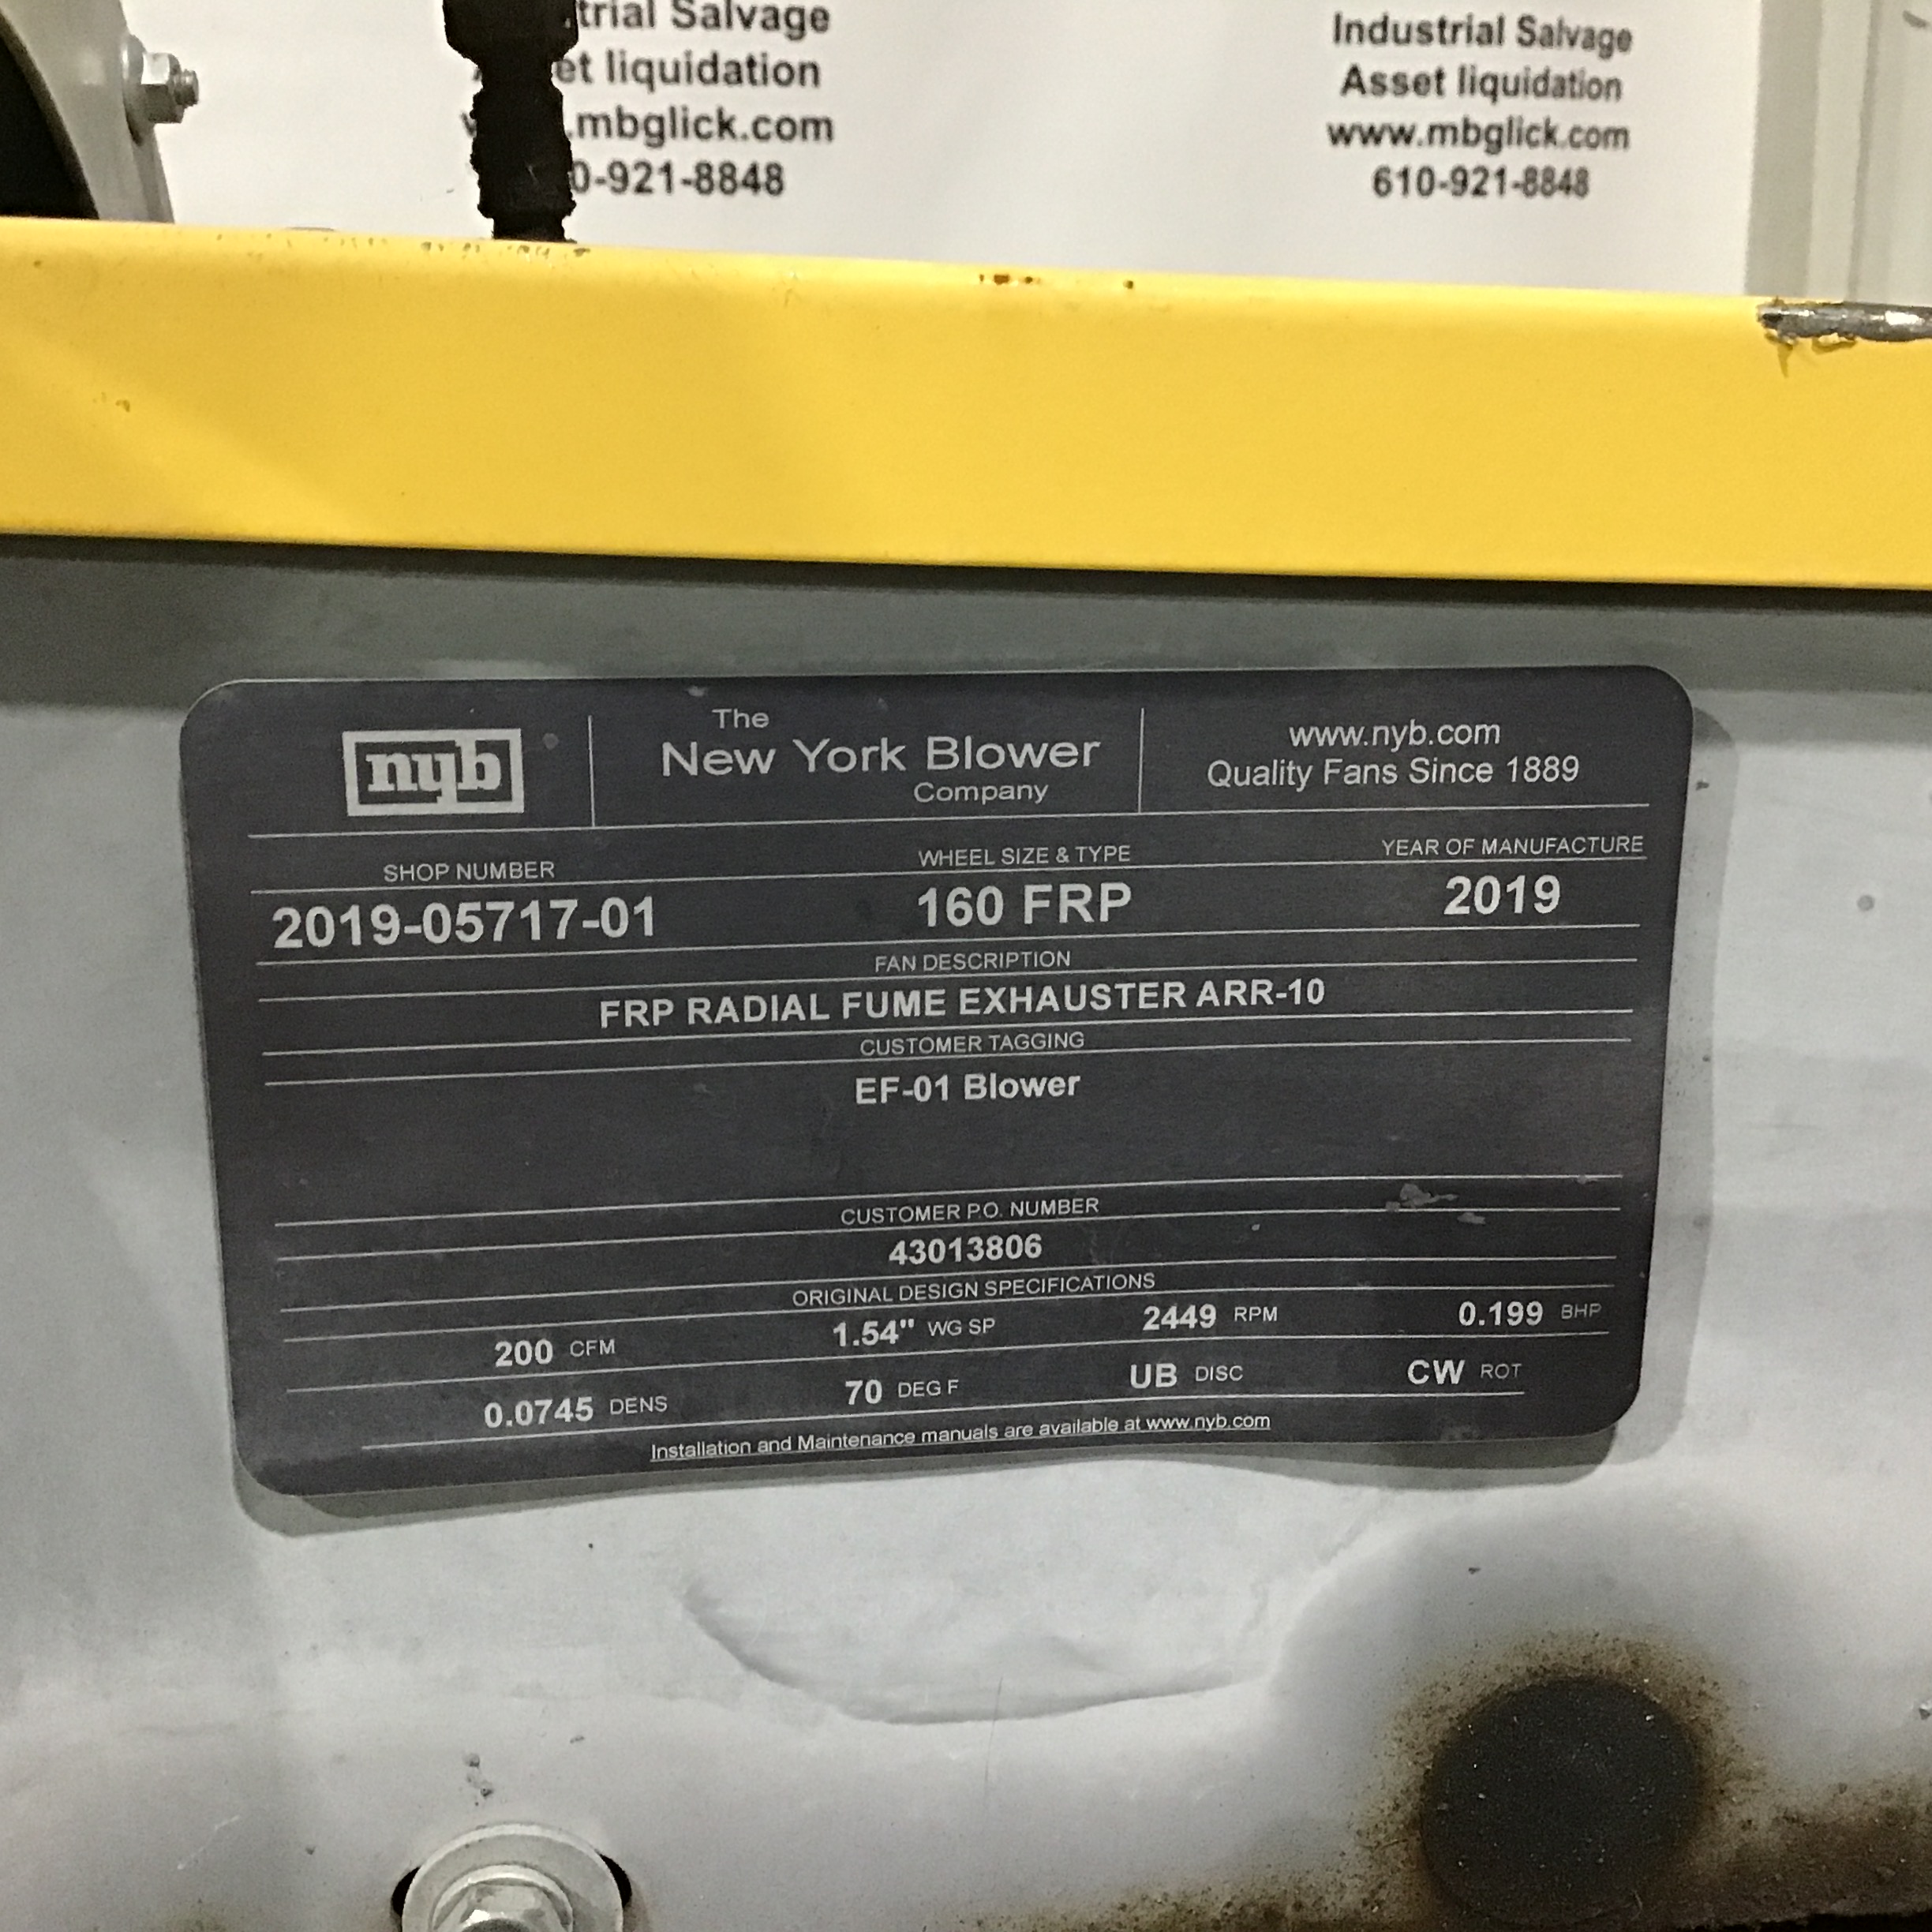 trial Salvage
et liquidation
.mbglick.com
0-921-8848
Industrial Salvage
Asset liquidation
www.mbglick.com
610-921-8848
nyb
The
New York Blower
Company
www.nyb.com
Quality Fans Since 1889
SHOP NUMBER
2019-05717-01
WHEEL SIZE & TYPE
160 FRP
YEAR OF MANUFACTURE
2019
FAN DESCRIPTION
FRP RADIAL FUME EXHAUSTER ARR-10
CUSTOMER TAGGING
EF-01 Blower
CUSTOMER P.O. NUMBER
43013806
ORIGINAL DESIGN SPECIFICATIONS
200 CFM 1.54" WG SP 2449 RPM 0.199 BHP
0.0745 DENS 70 DEG F UB DISC CW ROT
Installation and Maintenance manuals are available at www.nyb.com